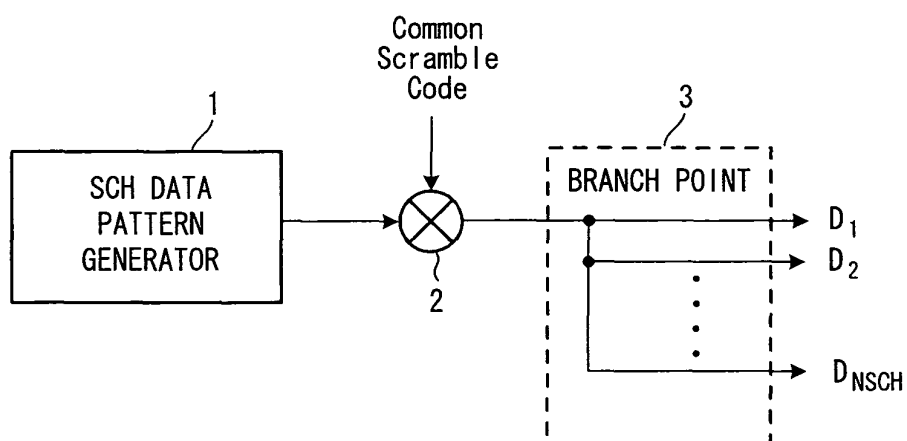 Common
Scramble
Code
1
3
SCH DATA
PATTERN
GENERATOR
BRANCH POINT
2
D1
D2
DNSCH